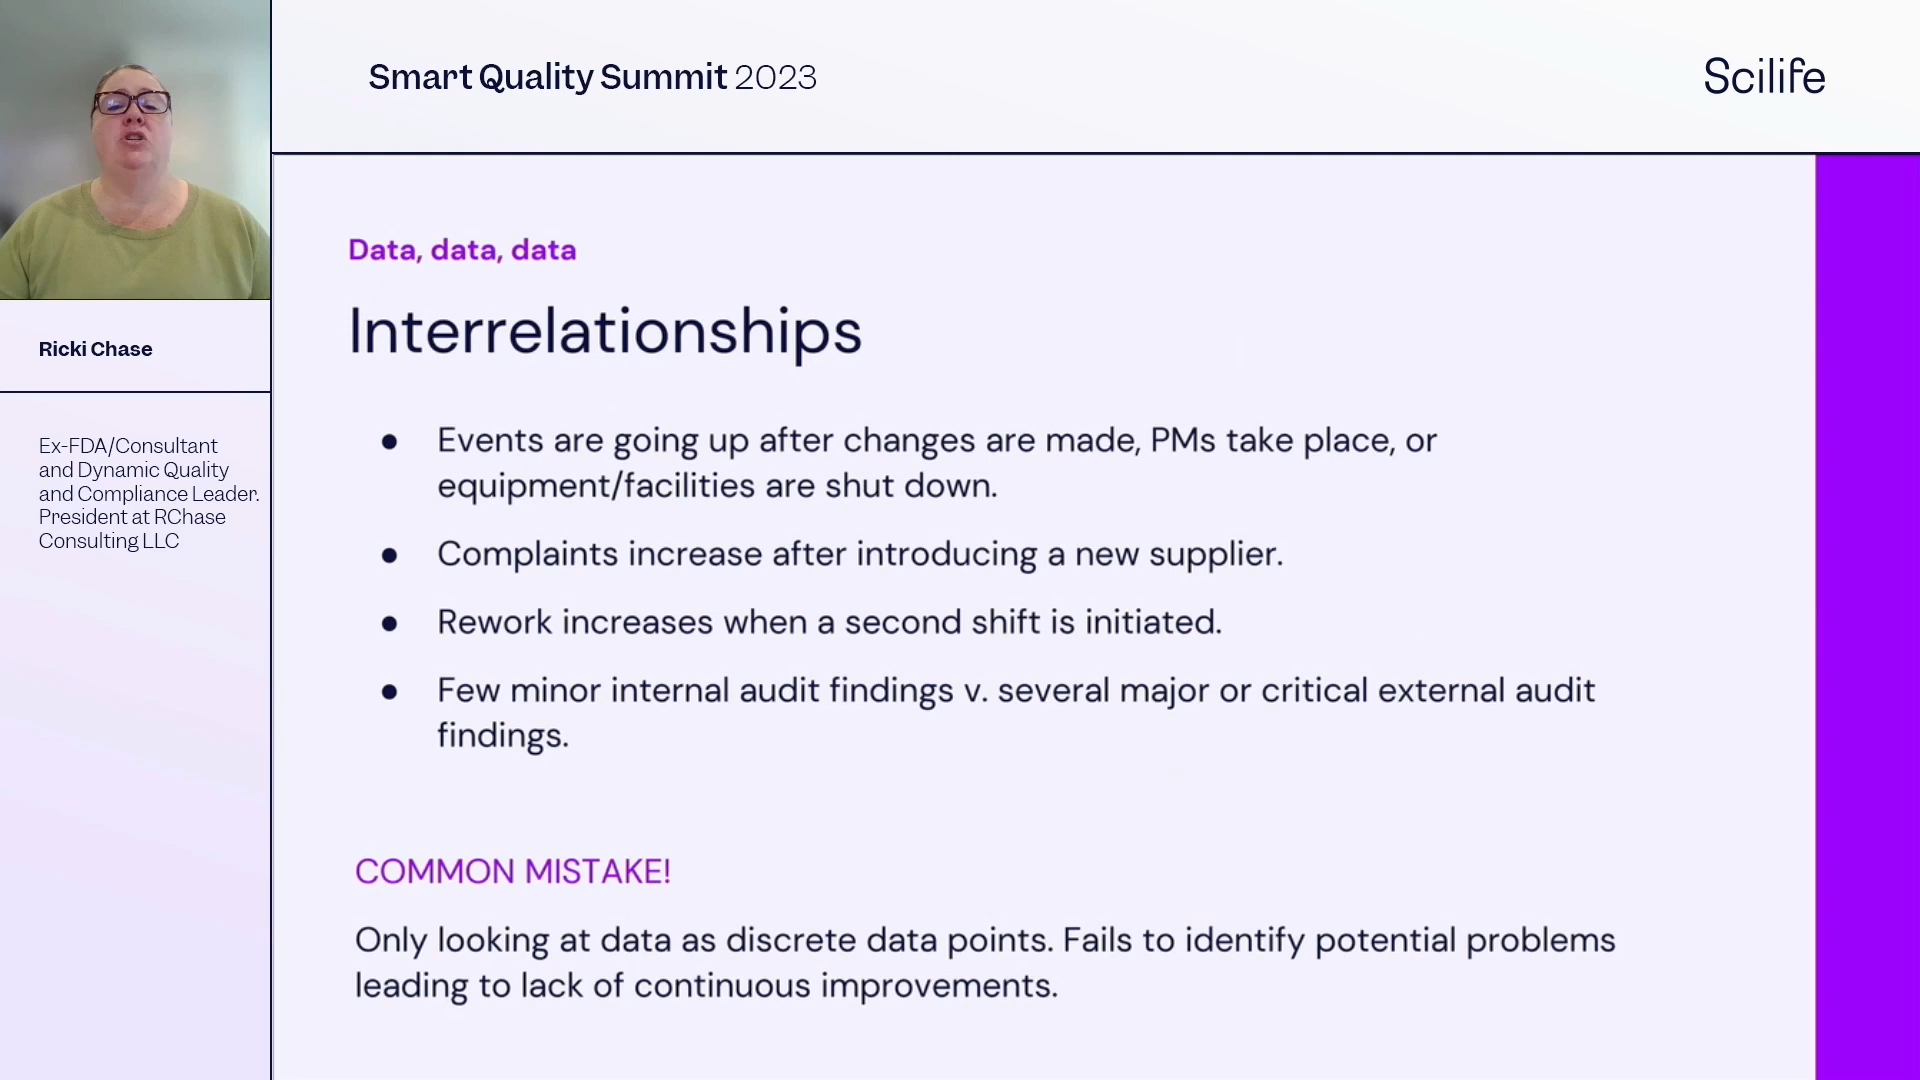 Smart Quality Summit 2023
Scilife
Ricki Chase
Ex-FDA/Consultant
and Dynamic Quality
and Compliance Leader.
President at RChase
Consulting LLC
Data, data, data
Interrelationships
● Events are going up after changes are made, PMs take place, or
equipment/facilities are shut down.
● Complaints increase after introducing a new supplier.
● Rework increases when a second shift is initiated.
● Few minor internal audit findings v. several major or critical external audit
findings.
COMMON MISTAKE!
Only looking at data as discrete data points. Fails to identify potential problems
leading to lack of continuous improvements.